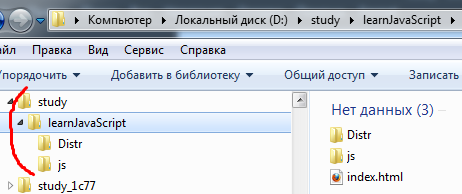 Компьютер ▸ Локальный диск (D:) ▸ study ▸ learnJavaScript ▸
айл Правка Вид Сервис Справка
Упорядочить Добавить в библиотеку Общий доступ Записать
study
learnJavaScript
Distr
js
study_1c77
Нет данных (3)
Distr
js
index.html